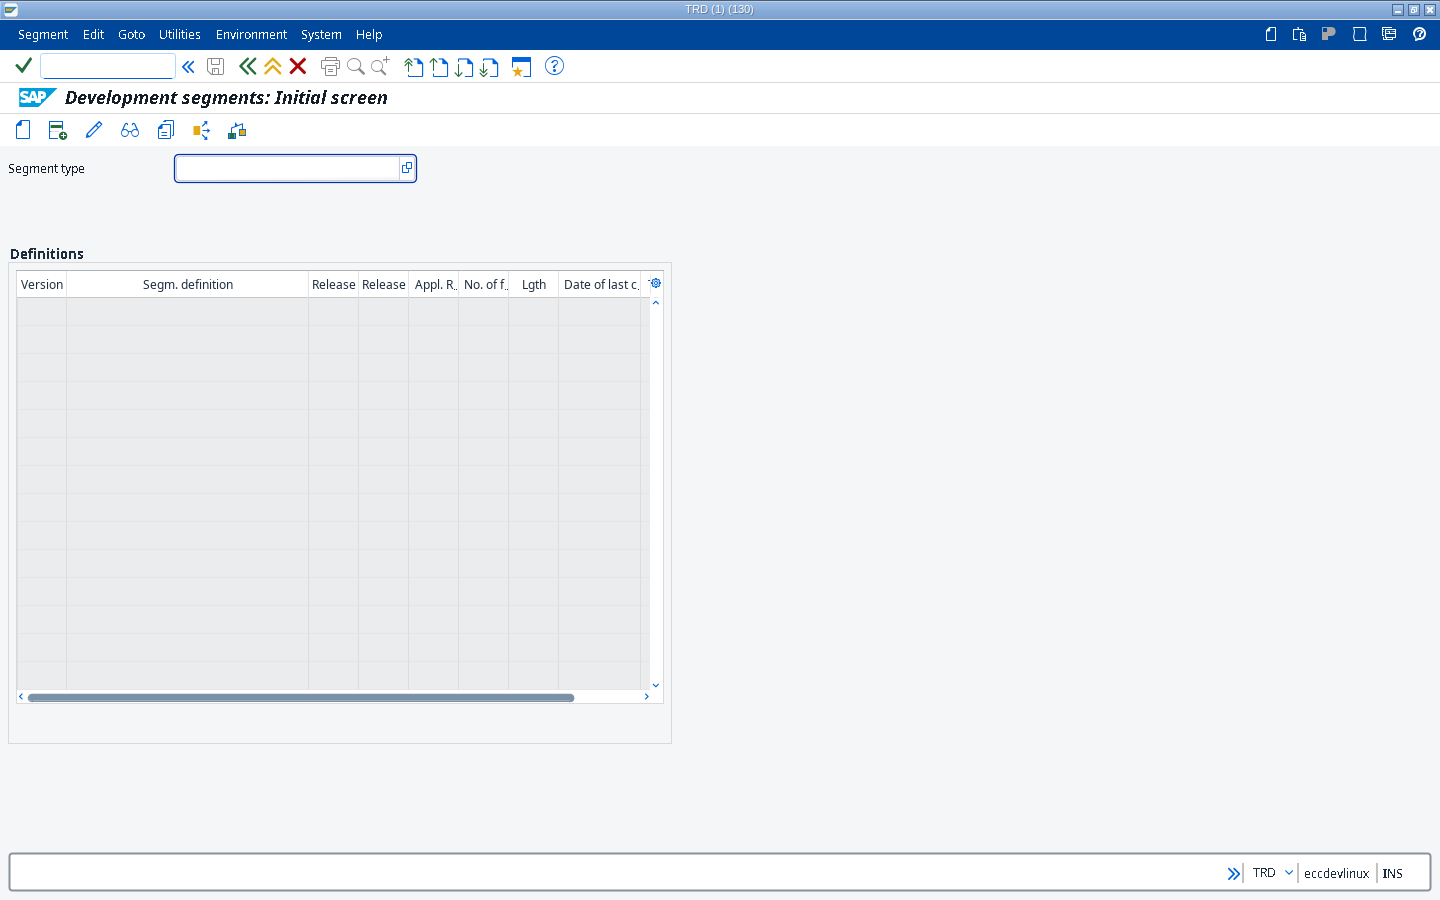 TRD (1) (130)
Segment Edit Goto Utilities Environment System Help
SAP Development segments: Initial screen
Segment type
Definitions
Version Segm. definition Release Release Appl. R. No. of f. Lgth Date of last c.
TRD eccdevlinux INS